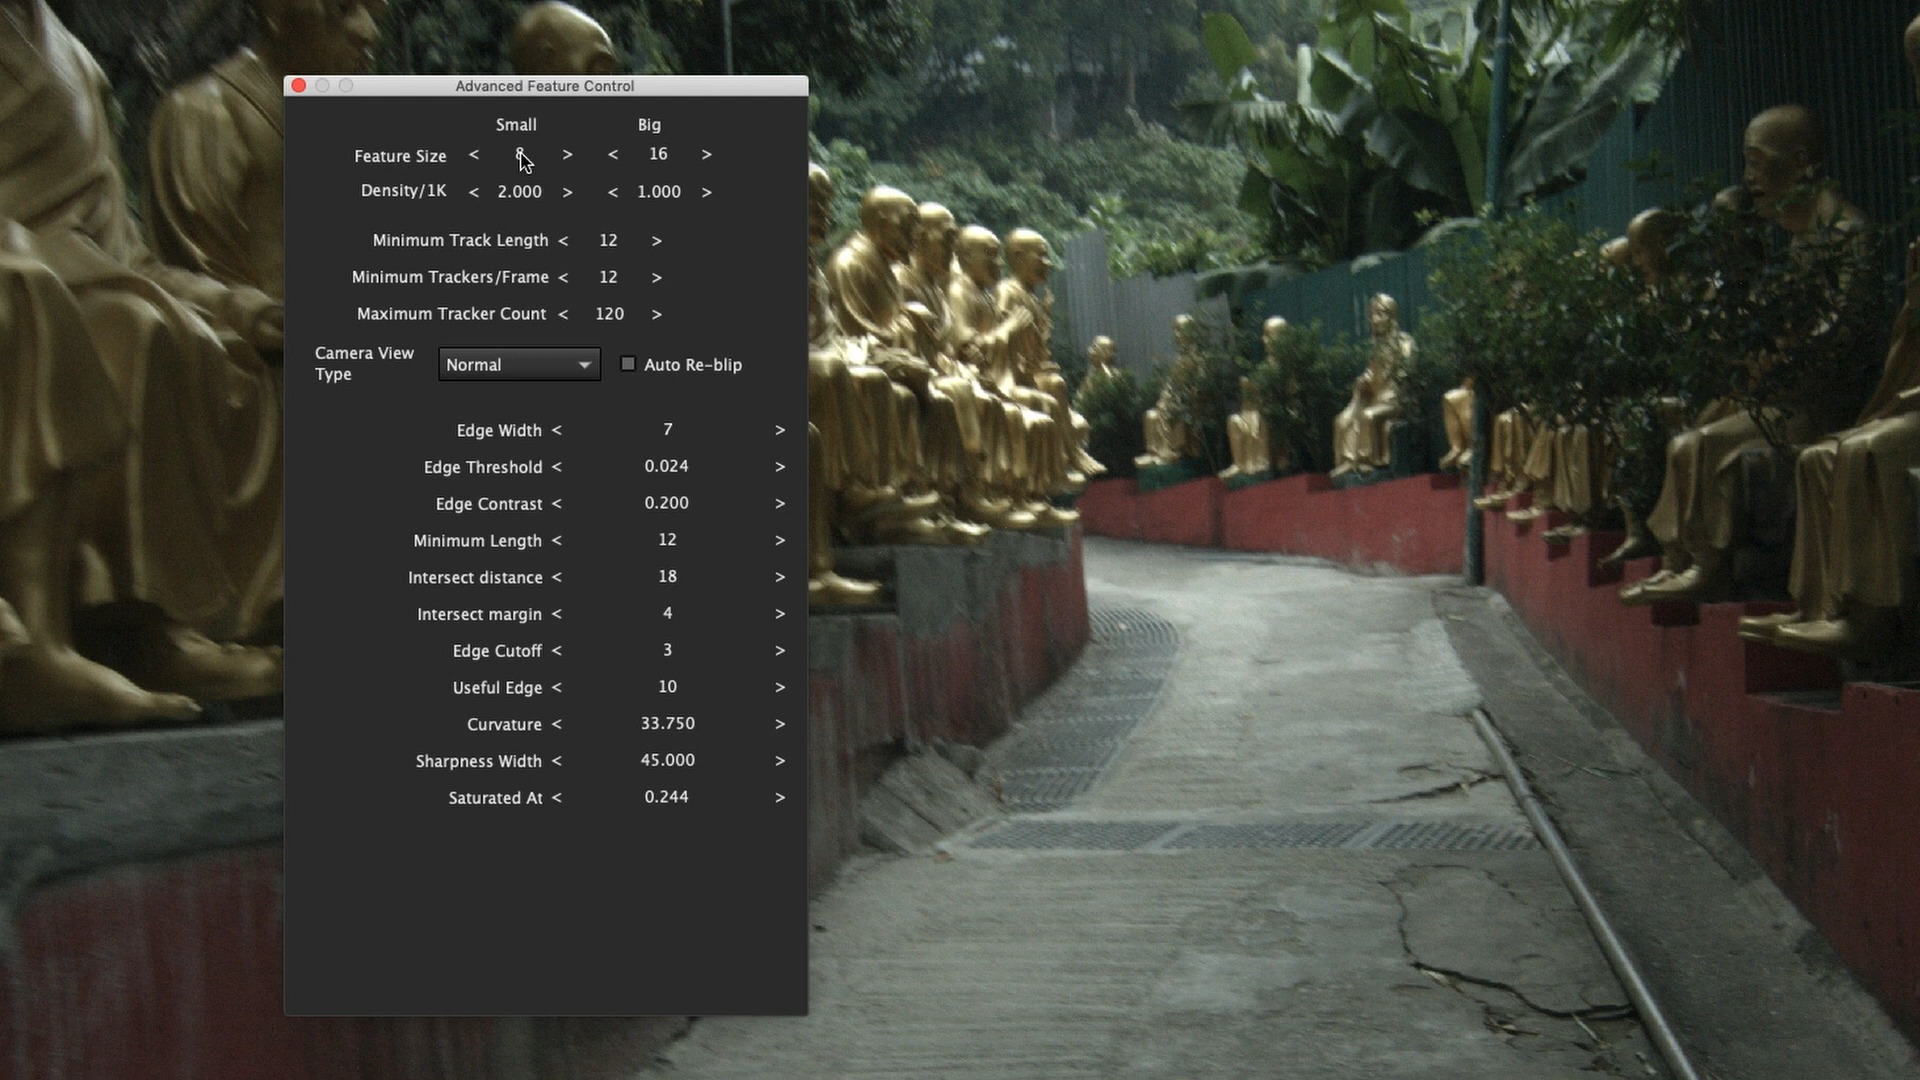 Advanced Feature Control
Small Big
Feature Size < > < 16 >
Density/1K < 2.000 > < 1.000 >
Minimum Track Length < 12 >
Minimum Trackers/Frame < 12 >
Maximum Tracker Count < 120 >
Camera View
Type
Normal
Auto Re-blip
Edge Width < 7 >
Edge Threshold < 0.024 >
Edge Contrast < 0.200 >
Minimum Length < 12 >
Intersect distance < 18 >
Intersect margin < 4 >
Edge Cutoff < 3 >
Useful Edge < 10 >
Curvature < 33.750 >
Sharpness Width < 45.000 >
Saturated At < 0.244 >